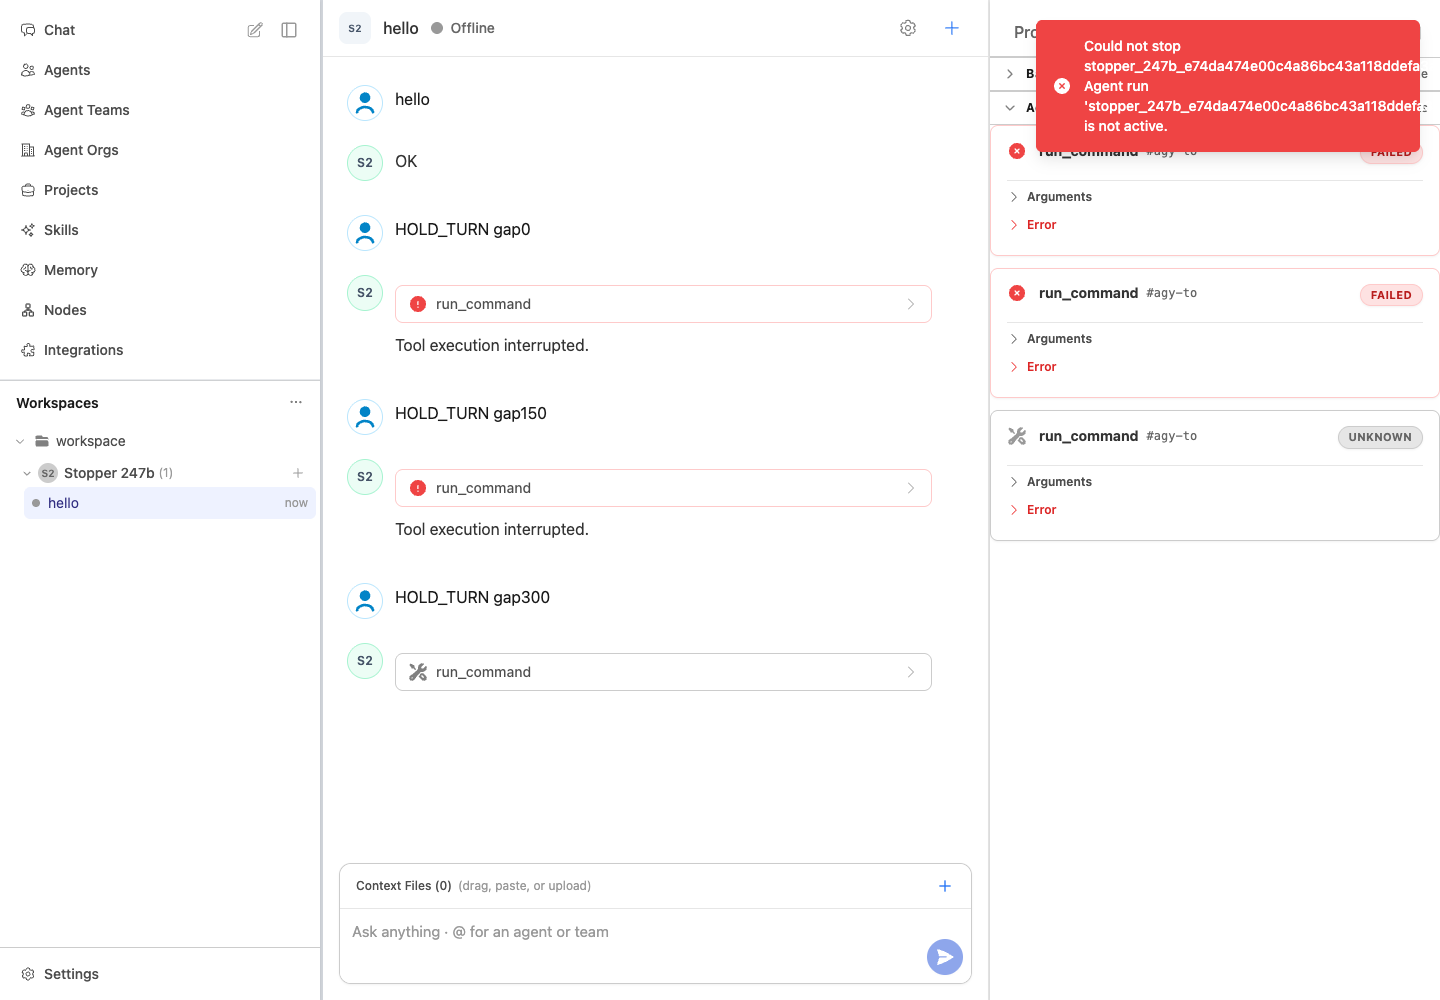 Chat
Agents
Agent Teams
Agent Orgs
Projects
Skills
Memory
Nodes
Integrations
Workspaces
workspace
S2 Stopper 247b (1)
hello now
Settings
S2 hello Offline
hello
S2 OK
HOLD_TURN gap0
S2 run_command
Tool execution interrupted.
HOLD_TURN gap150
S2 run_command
Tool execution interrupted.
HOLD_TURN gap300
S2 run_command
Context Files (0) (drag, paste, or upload)
Ask anything · @ for an agent or team
Could not stop
stopper_247b_e74da474e00c4a86bc43a118ddefa
Agent run
'stopper_247b_e74da474e00c4a86bc43a118ddefa
is not active.
run_command #agy-to FAILED
Arguments
Error
run_command #agy-to FAILED
Arguments
Error
run_command #agy-to UNKNOWN
Arguments
Error